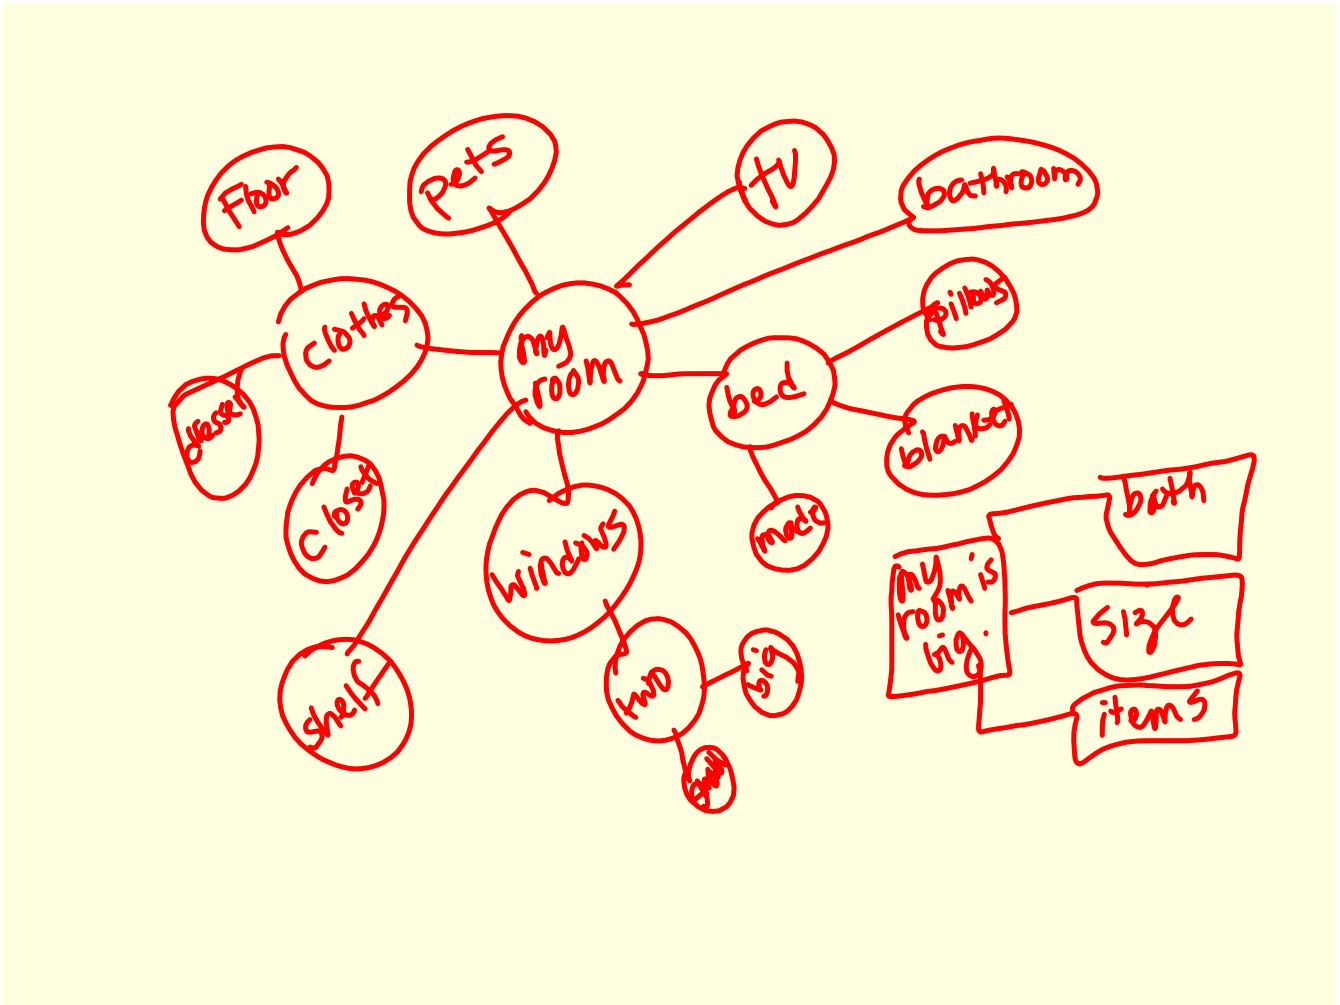 Floor
pets
tv
bathroom
clothes
my
room
pillows
bed
dresser
closet
blanket
windows
made
bath
my
room is
big.
size
items
shelf
two
big
small